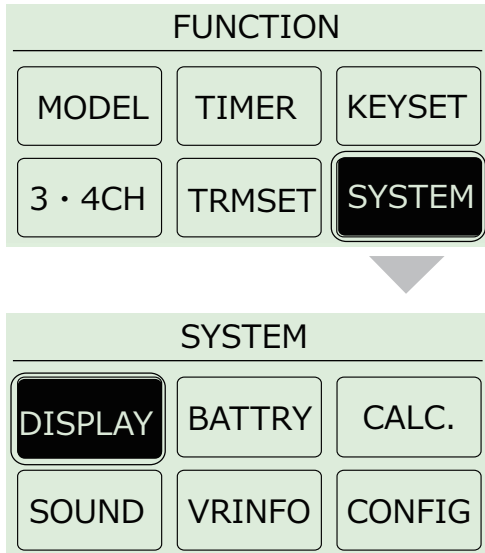 FUNCTION
MODEL TIMER KEYSET
3・4CH TRMSET SYSTEM
SYSTEM
DISPLAY BATTRY CALC.
SOUND VRINFO CONFIG